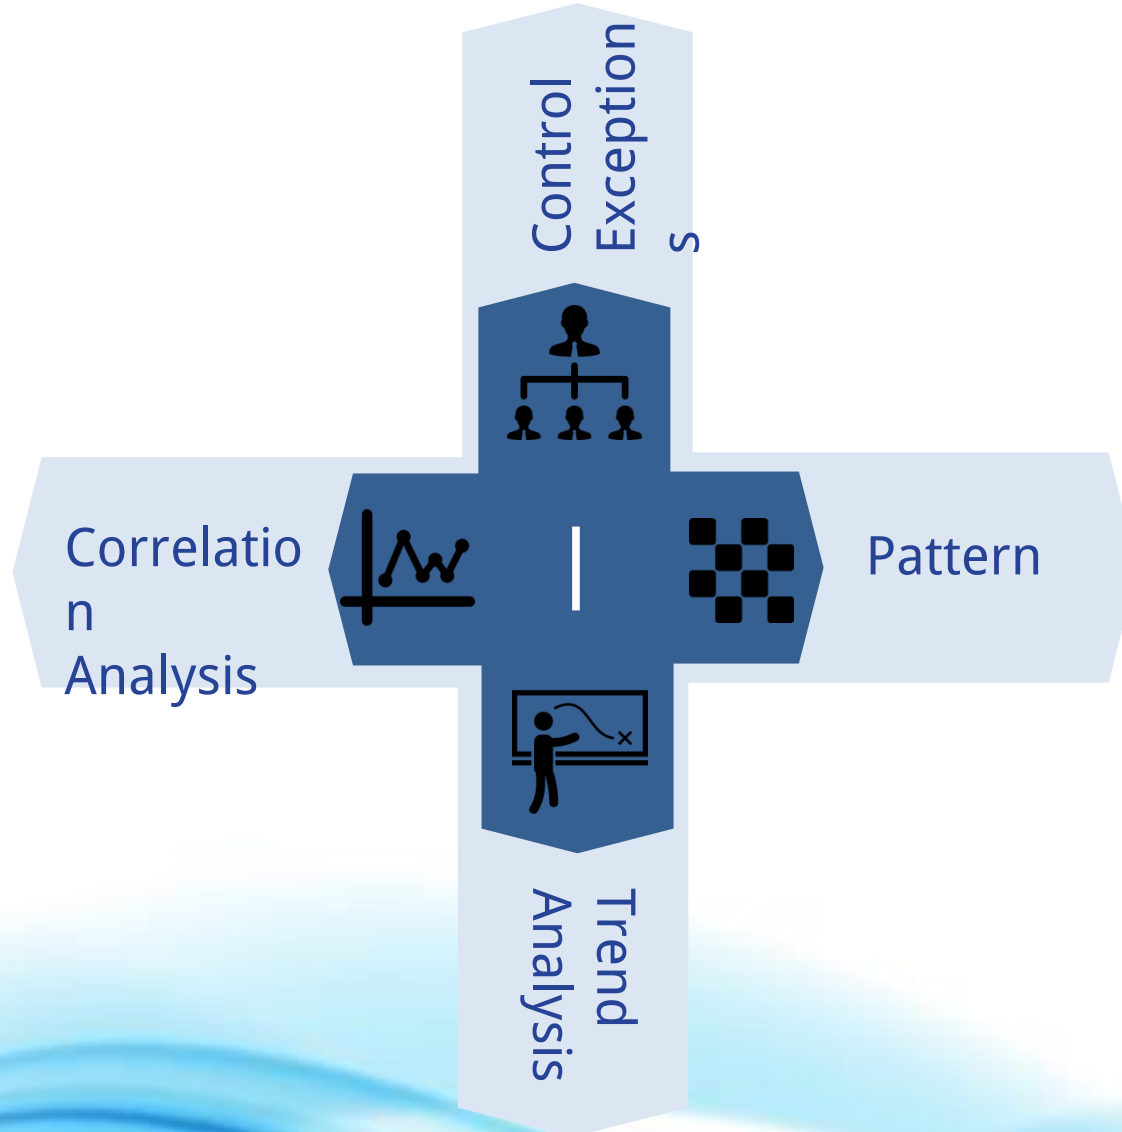 Control
Exception
s
Correlatio
n
Analysis
I
Pattern
Trend
Analysis